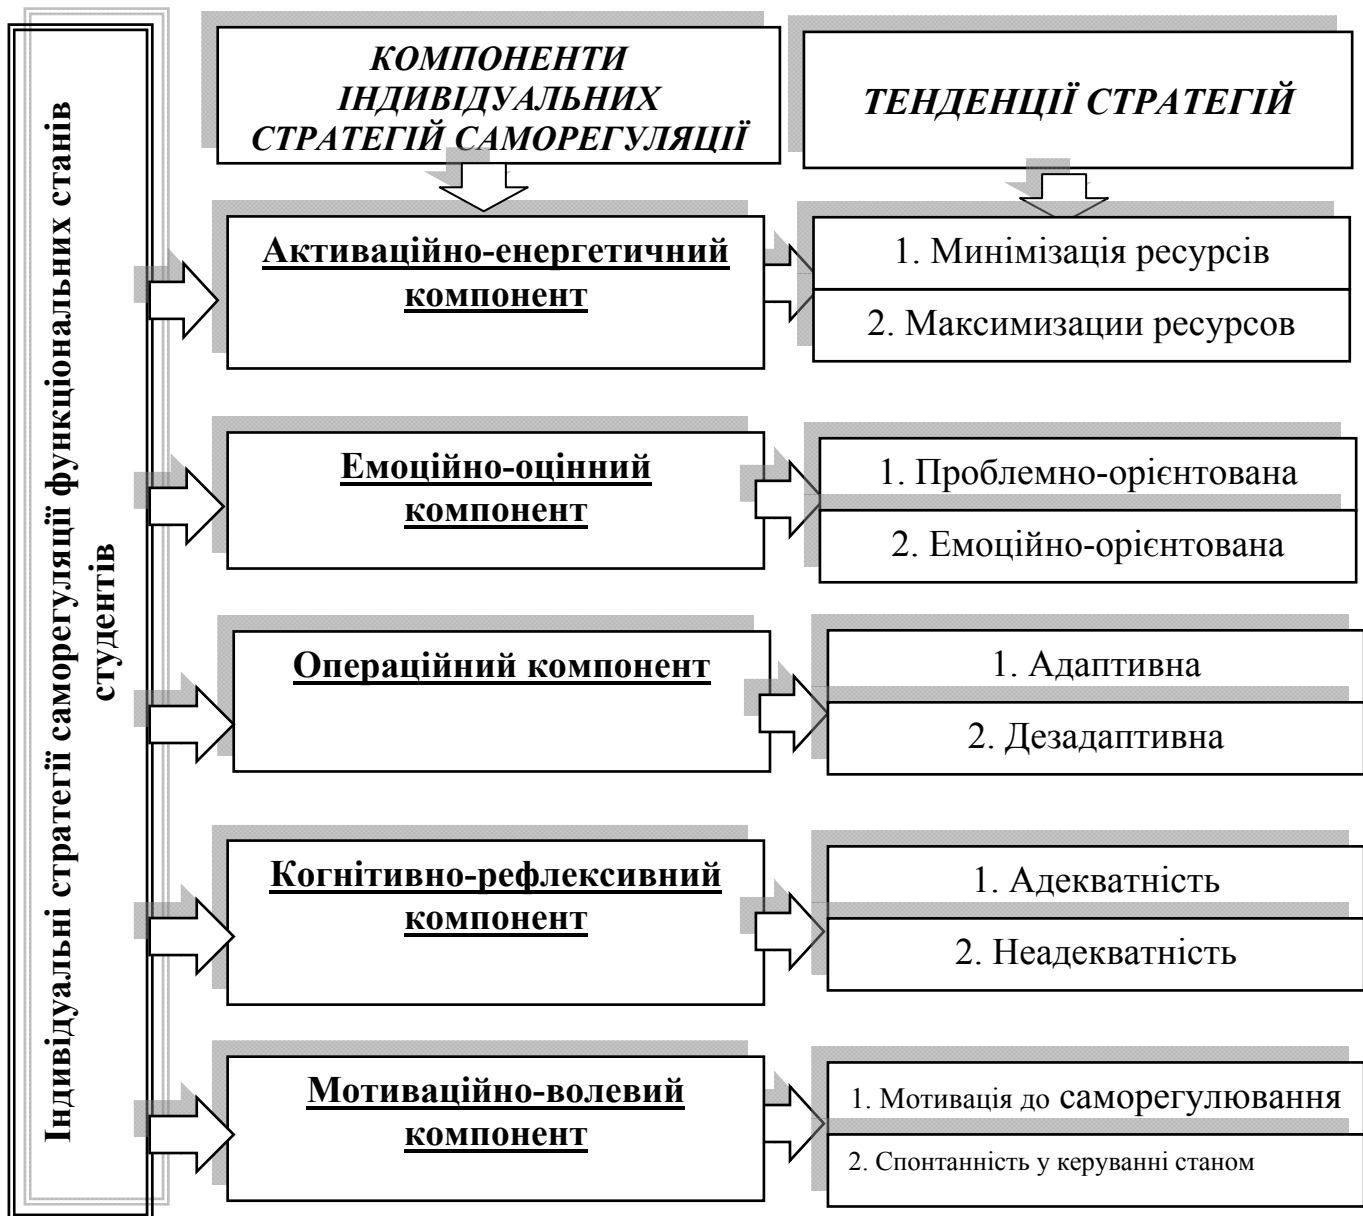 Індивідуальні стратегії саморегуляції функціональних станів
студентів
КОМПОНЕНТИ
ІНДИВІДУАЛЬНИХ
СТРАТЕГІЙ САМОРЕГУЛЯЦІЇ
ТЕНДЕНЦІЇ СТРАТЕГІЙ
Активаційно-енергетичний
компонент
1. Минімізація ресурсів
2. Максимизации ресурсов
Емоційно-оцінний
компонент
1. Проблемно-орієнтована
2. Емоційно-орієнтована
Операційний компонент
1. Адаптивна
2. Дезадаптивна
Когнітивно-рефлексивний
компонент
1. Адекватність
2. Неадекватність
Мотиваційно-волевий
компонент
1. Мотивація до саморегулювання
2. Спонтанність у керуванні станом